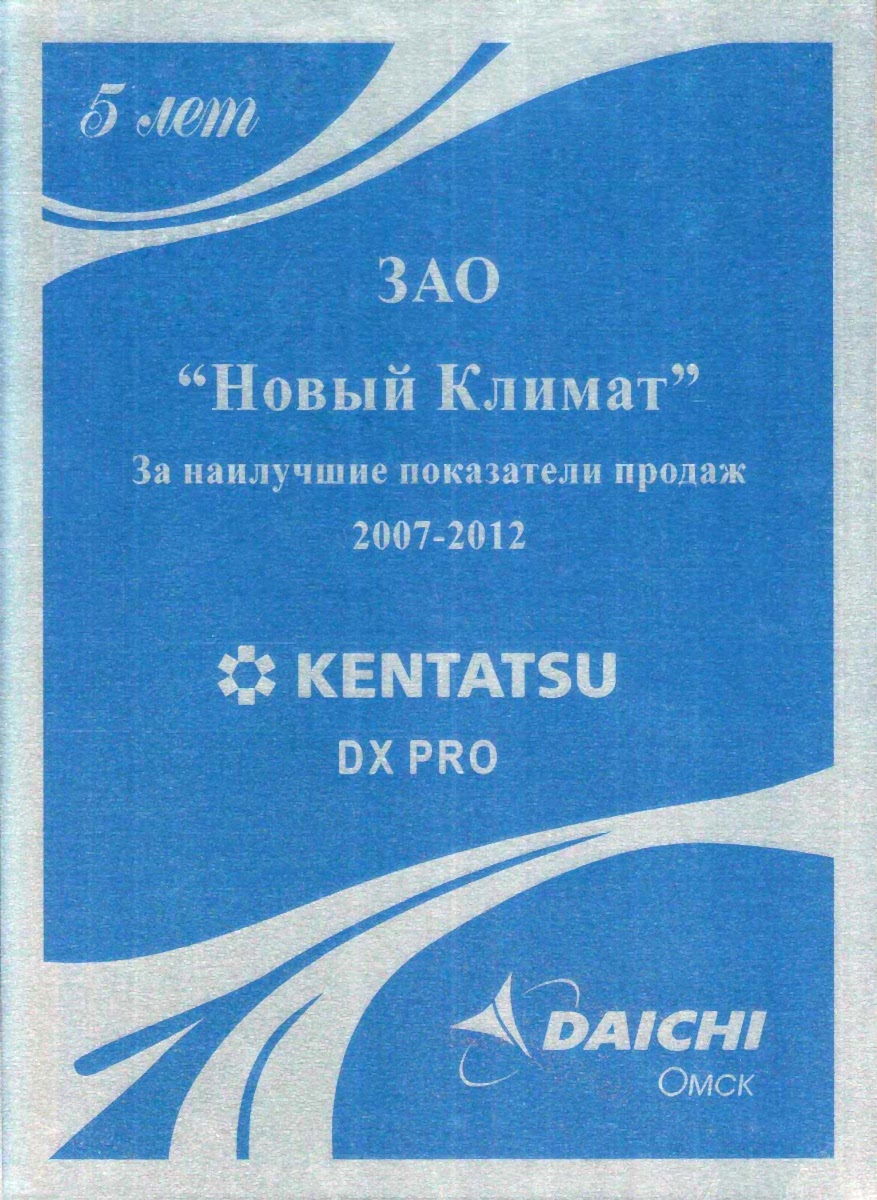 5 лет
ЗАО
“Новый Климат”
За наилучшие показатели продаж
2007-2012
KENTATSU
DX PRO
DAICHI
Омск